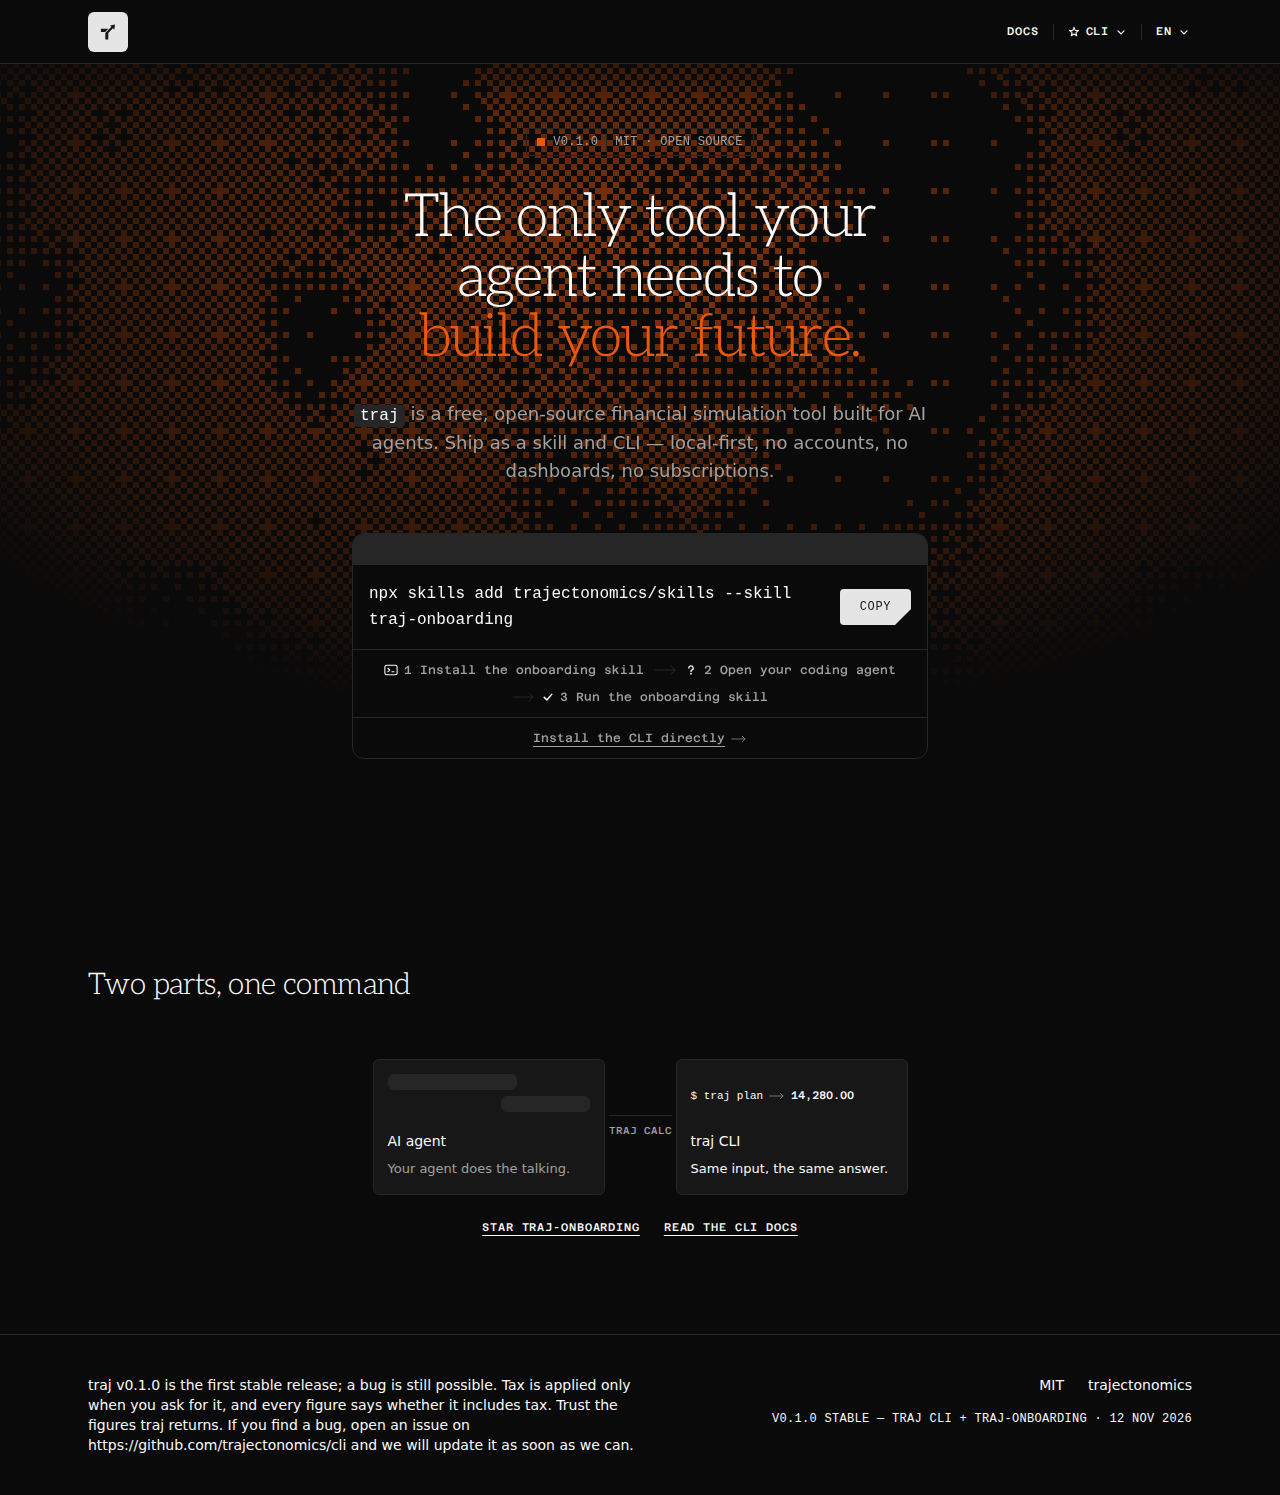 DOCS
CLI
EN
V0.1.0 MIT · OPEN SOURCE
The only tool your
agent needs to
build your future.
traj is a free, open-source financial simulation tool built for AI
agents. Ship as a skill and CLI — local-first, no accounts, no
dashboards, no subscriptions.
npx skills add trajectonomics/skills --skill
traj-onboarding
COPY
1 Install the onboarding skill
? 2 Open your coding agent
3 Run the onboarding skill
Install the CLI directly
Two parts, one command
AI agent
Your agent does the talking.
TRAJ CALC
$ traj plan 14,280.00
traj CLI
Same input, the same answer.
STAR TRAJ-ONBOARDING
READ THE CLI DOCS
traj v0.1.0 is the first stable release; a bug is still possible. Tax is applied only
when you ask for it, and every figure says whether it includes tax. Trust the
figures traj returns. If you find a bug, open an issue on
https://github.com/trajectonomics/cli and we will update it as soon as we can.
MIT trajectonomics
V0.1.0 STABLE — TRAJ CLI + TRAJ-ONBOARDING · 12 NOV 2026